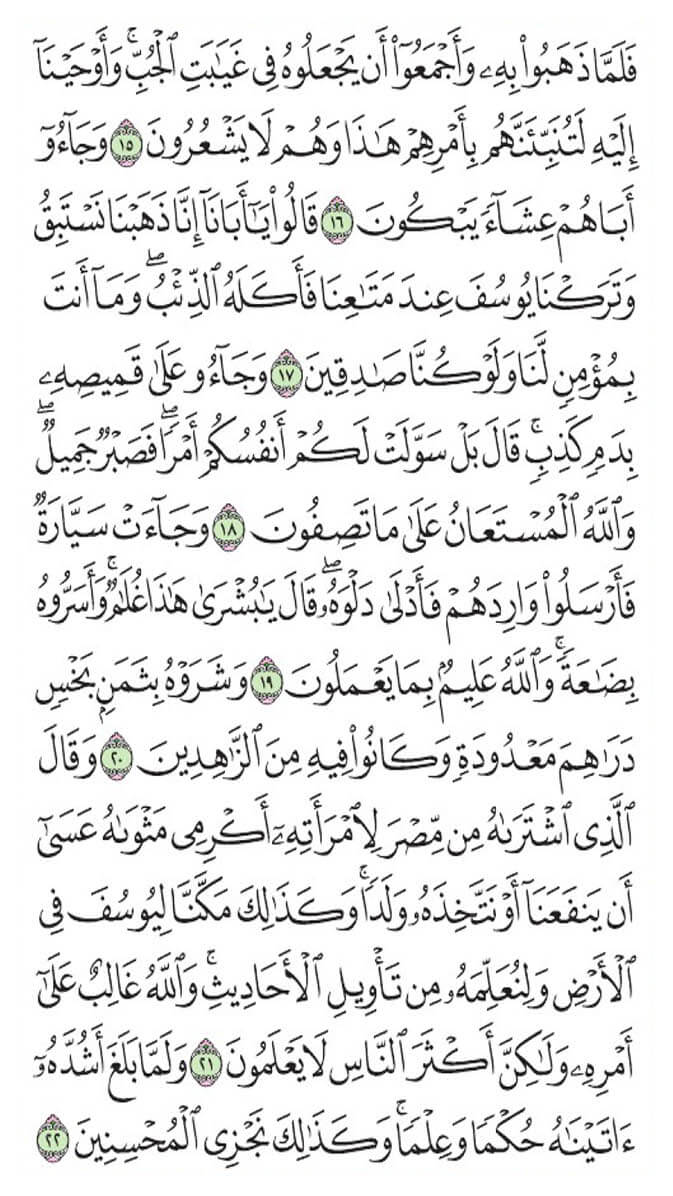 فَلَمَّا ذَهَبُوا۟ بِهِۦ وَأَجْمَعُوٓا۟ أَن يَجْعَلُوهُ فِى غَيَٰبَتِ ٱلْجُبِّ ۚ وَأَوْحَيْنَآ
إِلَيْهِ لَتُنَبِّئَنَّهُم بِأَمْرِهِمْ هَٰذَا وَهُمْ لَا يَشْعُرُونَ ١٥ وَجَآءُوٓ
أَبَاهُمْ عِشَآءً يَبْكُونَ ١٦ قَالُوا۟ يَٰٓأَبَانَآ إِنَّا ذَهَبْنَا نَسْتَبِقُ
وَتَرَكْنَا يُوسُفَ عِندَ مَتَٰعِنَا فَأَكَلَهُ ٱلذِّئْبُ ۖ وَمَآ أَنتَ
بِمُؤْمِنٍ لَّنَا وَلَوْ كُنَّا صَٰدِقِينَ ١٧ وَجَآءُو عَلَىٰ قَمِيصِهِۦ
بِدَمٍ كَذِبٍ ۚ قَالَ بَلْ سَوَّلَتْ لَكُمْ أَنفُسُكُمْ أَمْرًا ۖ فَصَبْرٌ جَمِيلٌ ۖ
وَٱللَّهُ ٱلْمُسْتَعَانُ عَلَىٰ مَا تَصِفُونَ ١٨ وَجَآءَتْ سَيَّارَةٌ
فَأَرْسَلُوا۟ وَارِدَهُمْ فَأَدْلَىٰ دَلْوَهُۥ ۖ قَالَ يَٰبُشْرَىٰ هَٰذَا غُلَٰمٌ ۚ وَأَسَرُّوهُ
بِضَٰعَةً ۚ وَٱللَّهُ عَلِيمٌۢ بِمَا يَعْمَلُونَ ١٩ وَشَرَوْهُ بِثَمَنٍۭ بَخْسٍ
دَرَٰهِمَ مَعْدُودَةٍ وَكَانُوا۟ فِيهِ مِنَ ٱلزَّٰهِدِينَ ٢٠ وَقَالَ
ٱلَّذِى ٱشْتَرَىٰهُ مِن مِّصْرَ لِٱمْرَأَتِهِۦٓ أَكْرِمِى مَثْوَىٰهُ عَسَىٰٓ
أَن يَنفَعَنَآ أَوْ نَتَّخِذَهُۥ وَلَدًا ۚ وَكَذَٰلِكَ مَكَّنَّا لِيُوسُفَ فِى
ٱلْأَرْضِ وَلِنُعَلِّمَهُۥ مِن تَأْوِيلِ ٱلْأَحَادِيثِ ۚ وَٱللَّهُ غَالِبٌ عَلَىٰٓ
أَمْرِهِۦ وَلَٰكِنَّ أَكْثَرَ ٱلنَّاسِ لَا يَعْلَمُونَ ٢١ وَلَمَّا بَلَغَ أَشُدَّهُۥٓ
ءَاتَيْنَٰهُ حُكْمًا وَعِلْمًا ۚ وَكَذَٰلِكَ نَجْزِى ٱلْمُحْسِنِينَ ٢٢